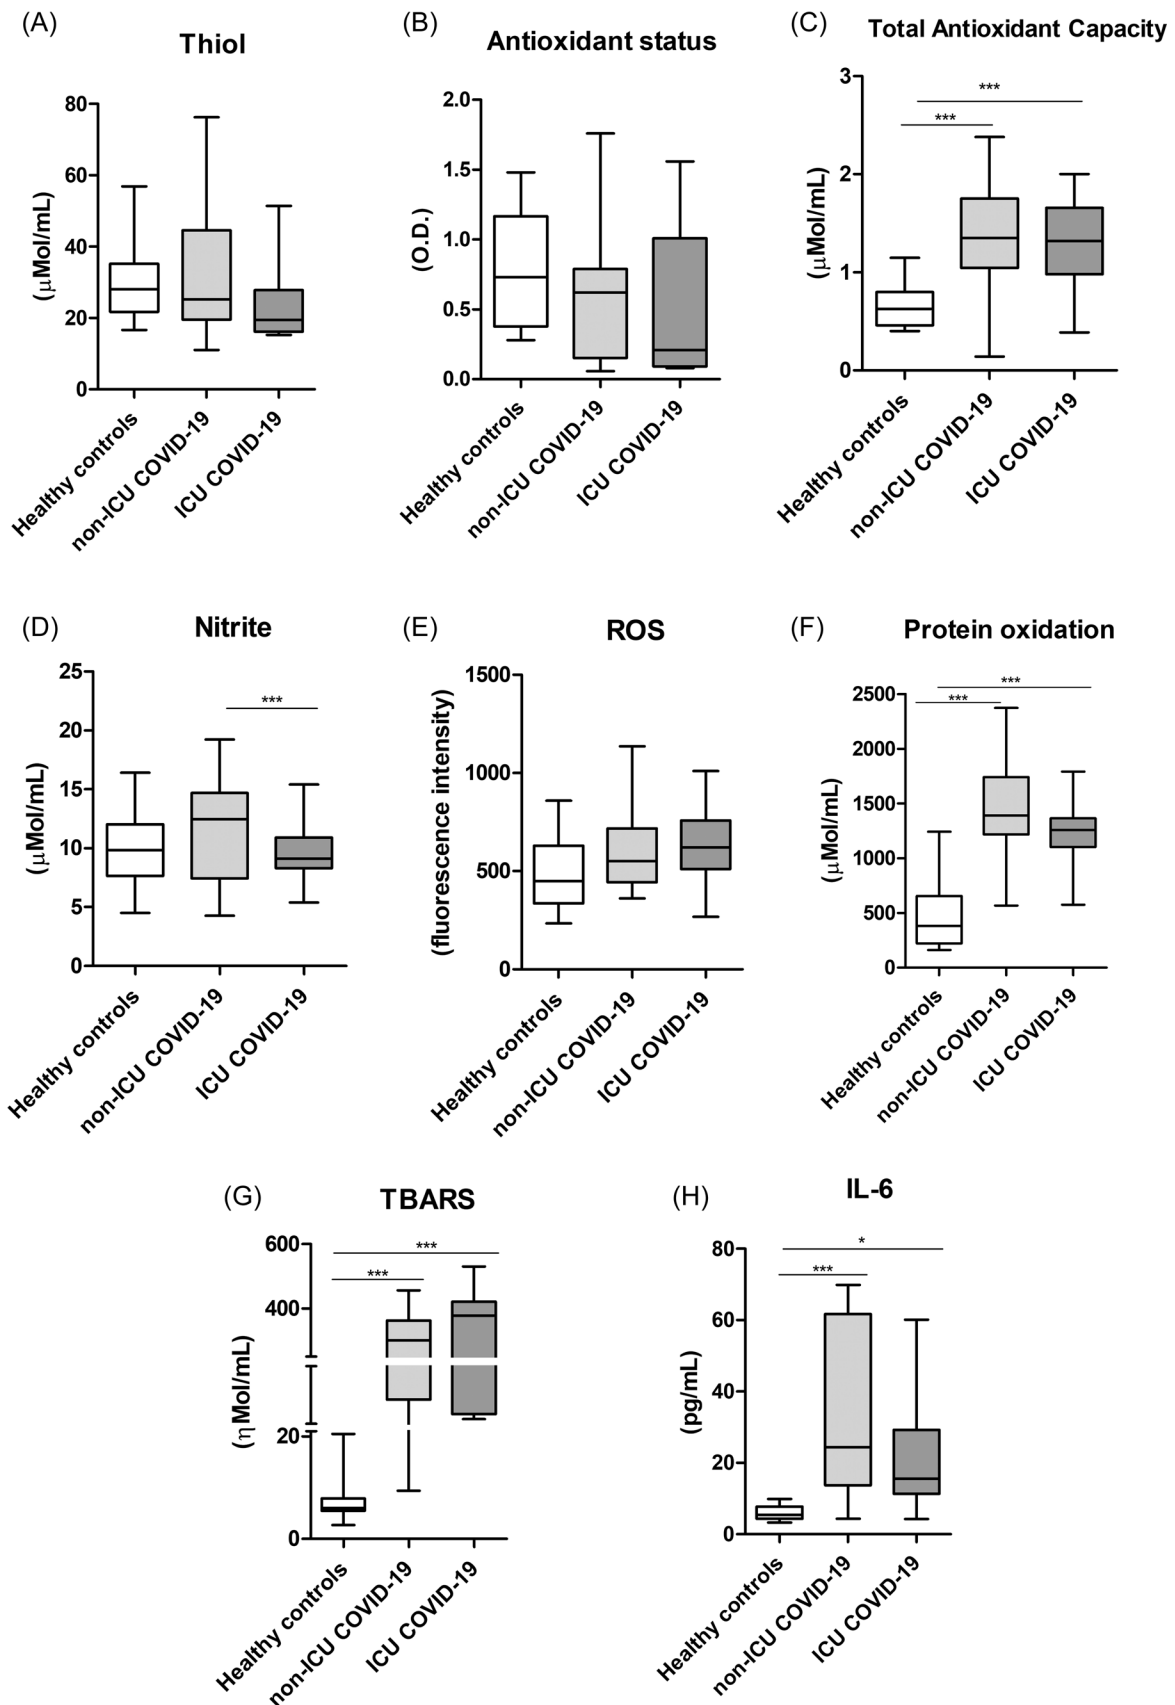 (A)
Thiol
80
60
40
20
0
(μMol/mL)
Healthy controls
non-ICU COVID-19
ICU COVID-19
(B)
Antioxidant status
2.0
1.5
1.0
0.5
0.0
(O.D.)
Healthy controls
non-ICU COVID-19
ICU COVID-19
(C)
Total Antioxidant Capacity
3
2
1
0
(μMol/mL)
***
***
Healthy controls
non-ICU COVID-19
ICU COVID-19
(D)
Nitrite
25
20
15
10
5
0
(μMol/mL)
***
Healthy controls
non-ICU COVID-19
ICU COVID-19
(E)
ROS
1500
1000
500
0
(fluorescence intensity)
Healthy controls
non-ICU COVID-19
ICU COVID-19
(F)
Protein oxidation
2500
2000
1500
1000
500
0
(μMol/mL)
***
***
Healthy controls
non-ICU COVID-19
ICU COVID-19
(G)
TBARS
600
400
20
0
(ηMol/mL)
***
***
Healthy controls
non-ICU COVID-19
ICU COVID-19
(H)
IL-6
80
60
40
20
0
(pg/mL)
*
***
Healthy controls
non-ICU COVID-19
ICU COVID-19